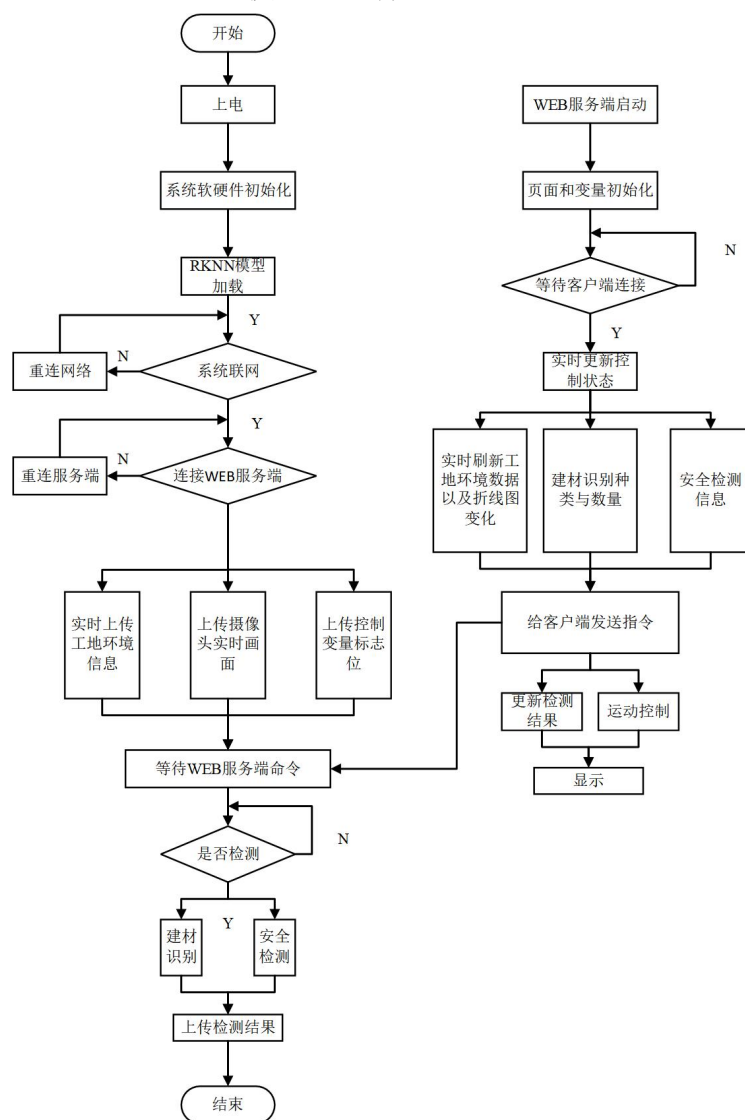 开始
上电
系统软硬件初始化
RKNN模型
加载
Y
重连网络
N
系统联网
Y
重连服务端
N
连接WEB服务端
实时上传
工地环境
信息
上传摄像
头实时画
面
上传控制
变量标志
位
等待WEB服务端命令
是否检测
N
Y
建材
识别
安全
检测
上传检测结果
结束
WEB服务端启动
页面和变量初始化
N
等待客户端连接
Y
实时更新控
制状态
实时刷新工
地环境数据
以及折线图
变化
建材识别种
类与数量
安全检测
信息
给客户端发送指令
更新检测
结果
运动控制
显示